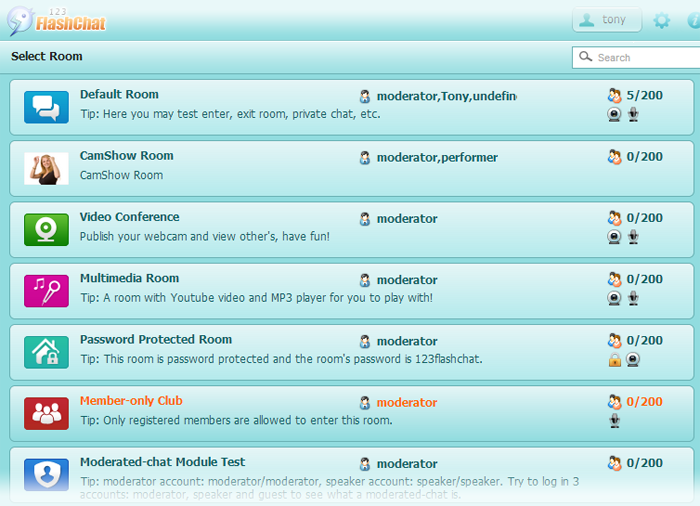 123
FlashChat
tony
Select Room
Search
Default Room
moderator,Tony,undefin
5/200
Tip: Here you may test enter, exit room, private chat, etc.
CamShow Room
moderator,performer
0/200
CamShow Room
Video Conference
moderator
0/200
Publish your webcam and view other's, have fun!
Multimedia Room
moderator
0/200
Tip: A room with Youtube video and MP3 player for you to play with!
Password Protected Room
moderator
0/200
Tip: This room is password protected and the room's password is 123flashchat.
Member-only Club
moderator
0/200
Tip: Only registered members are allowed to enter this room.
Moderated-chat Module Test
moderator
0/200
Tip: moderator account: moderator/moderator, speaker account: speaker/speaker. Try to log in 3
accounts: moderator, speaker and guest to see what a moderated-chat is.